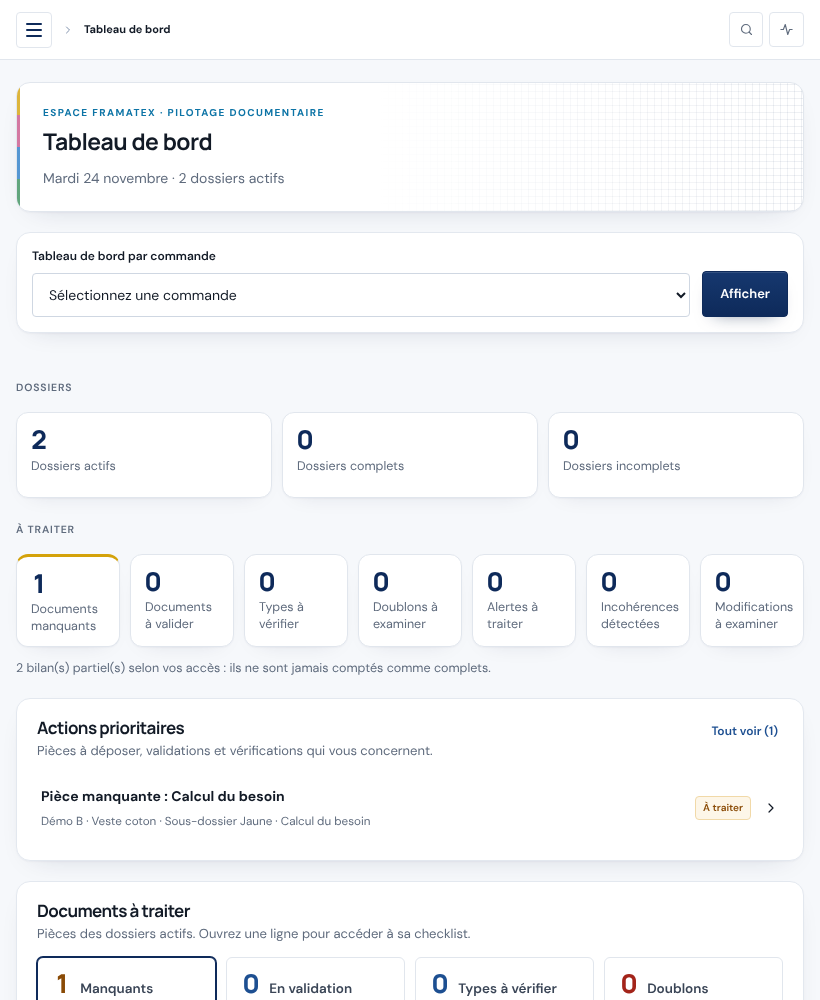 Tableau de bord
ESPACE FRAMATEX · PILOTAGE DOCUMENTAIRE
Tableau de bord
Mardi 24 novembre · 2 dossiers actifs
Tableau de bord par commande
Sélectionnez une commande
Afficher
DOSSIERS
2
Dossiers actifs
0
Dossiers complets
0
Dossiers incomplets
À TRAITER
1
Documents
manquants
0
Documents
à valider
0
Types à
vérifier
0
Doublons à
examiner
0
Alertes à
traiter
0
Incohérences
détectées
0
Modifications
à examiner
2 bilan(s) partiel(s) selon vos accès : ils ne sont jamais comptés comme complets.
Actions prioritaires
Tout voir (1)
Pièces à déposer, validations et vérifications qui vous concernent.
Pièce manquante : Calcul du besoin
À traiter
Démo B · Veste coton · Sous-dossier Jaune · Calcul du besoin
Documents à traiter
Pièces des dossiers actifs. Ouvrez une ligne pour accéder à sa checklist.
1 Manquants
0 En validation
0 Types à vérifier
0 Doublons